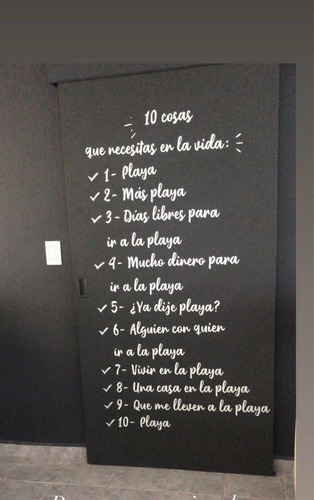 10 cosas
que necesitas en la vida:
✓ 1- Playa
✓ 2- Más playa
✓ 3- Días libres para
ir a la playa
✓ 4- Mucho dinero para
ir a la playa
✓ 5- ¿Ya dije playa?
✓ 6- Alguien con quien
ir a la playa
✓ 7- Vivir en la playa
✓ 8- Una casa en la playa
✓ 9- Que me lleven a la playa
✓ 10- Playa